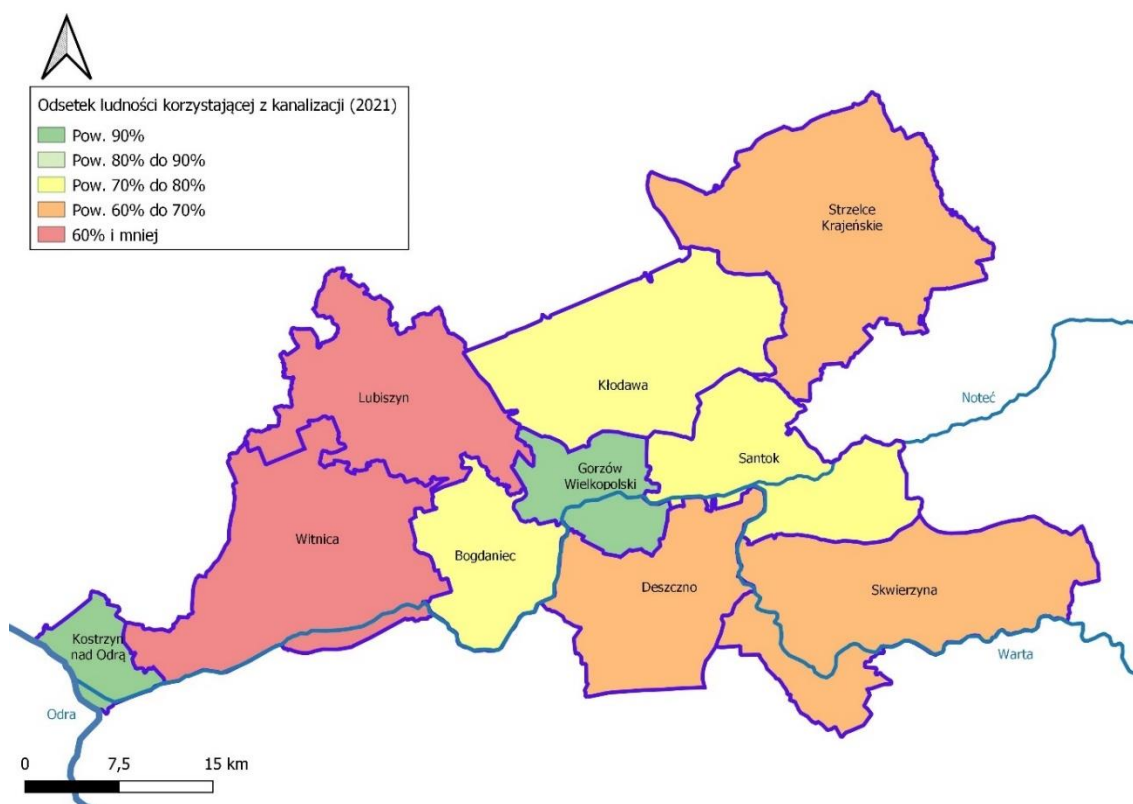 Odsetek ludności korzystającej z kanalizacji (2021)
Pow. 90%
Pow. 80% do 90%
Pow. 70% do 80%
Pow. 60% do 70%
60% i mniej
Strzelce
Krajeńskie
Kłodawa
Lubiszyn
Noteć
Santok
Gorzów
Wielkopolski
Witnica
Bogdaniec
Deszczno
Skwierzyna
Kostrzyn
nad Odrą
Warta
Odra
0 7,5 15 km